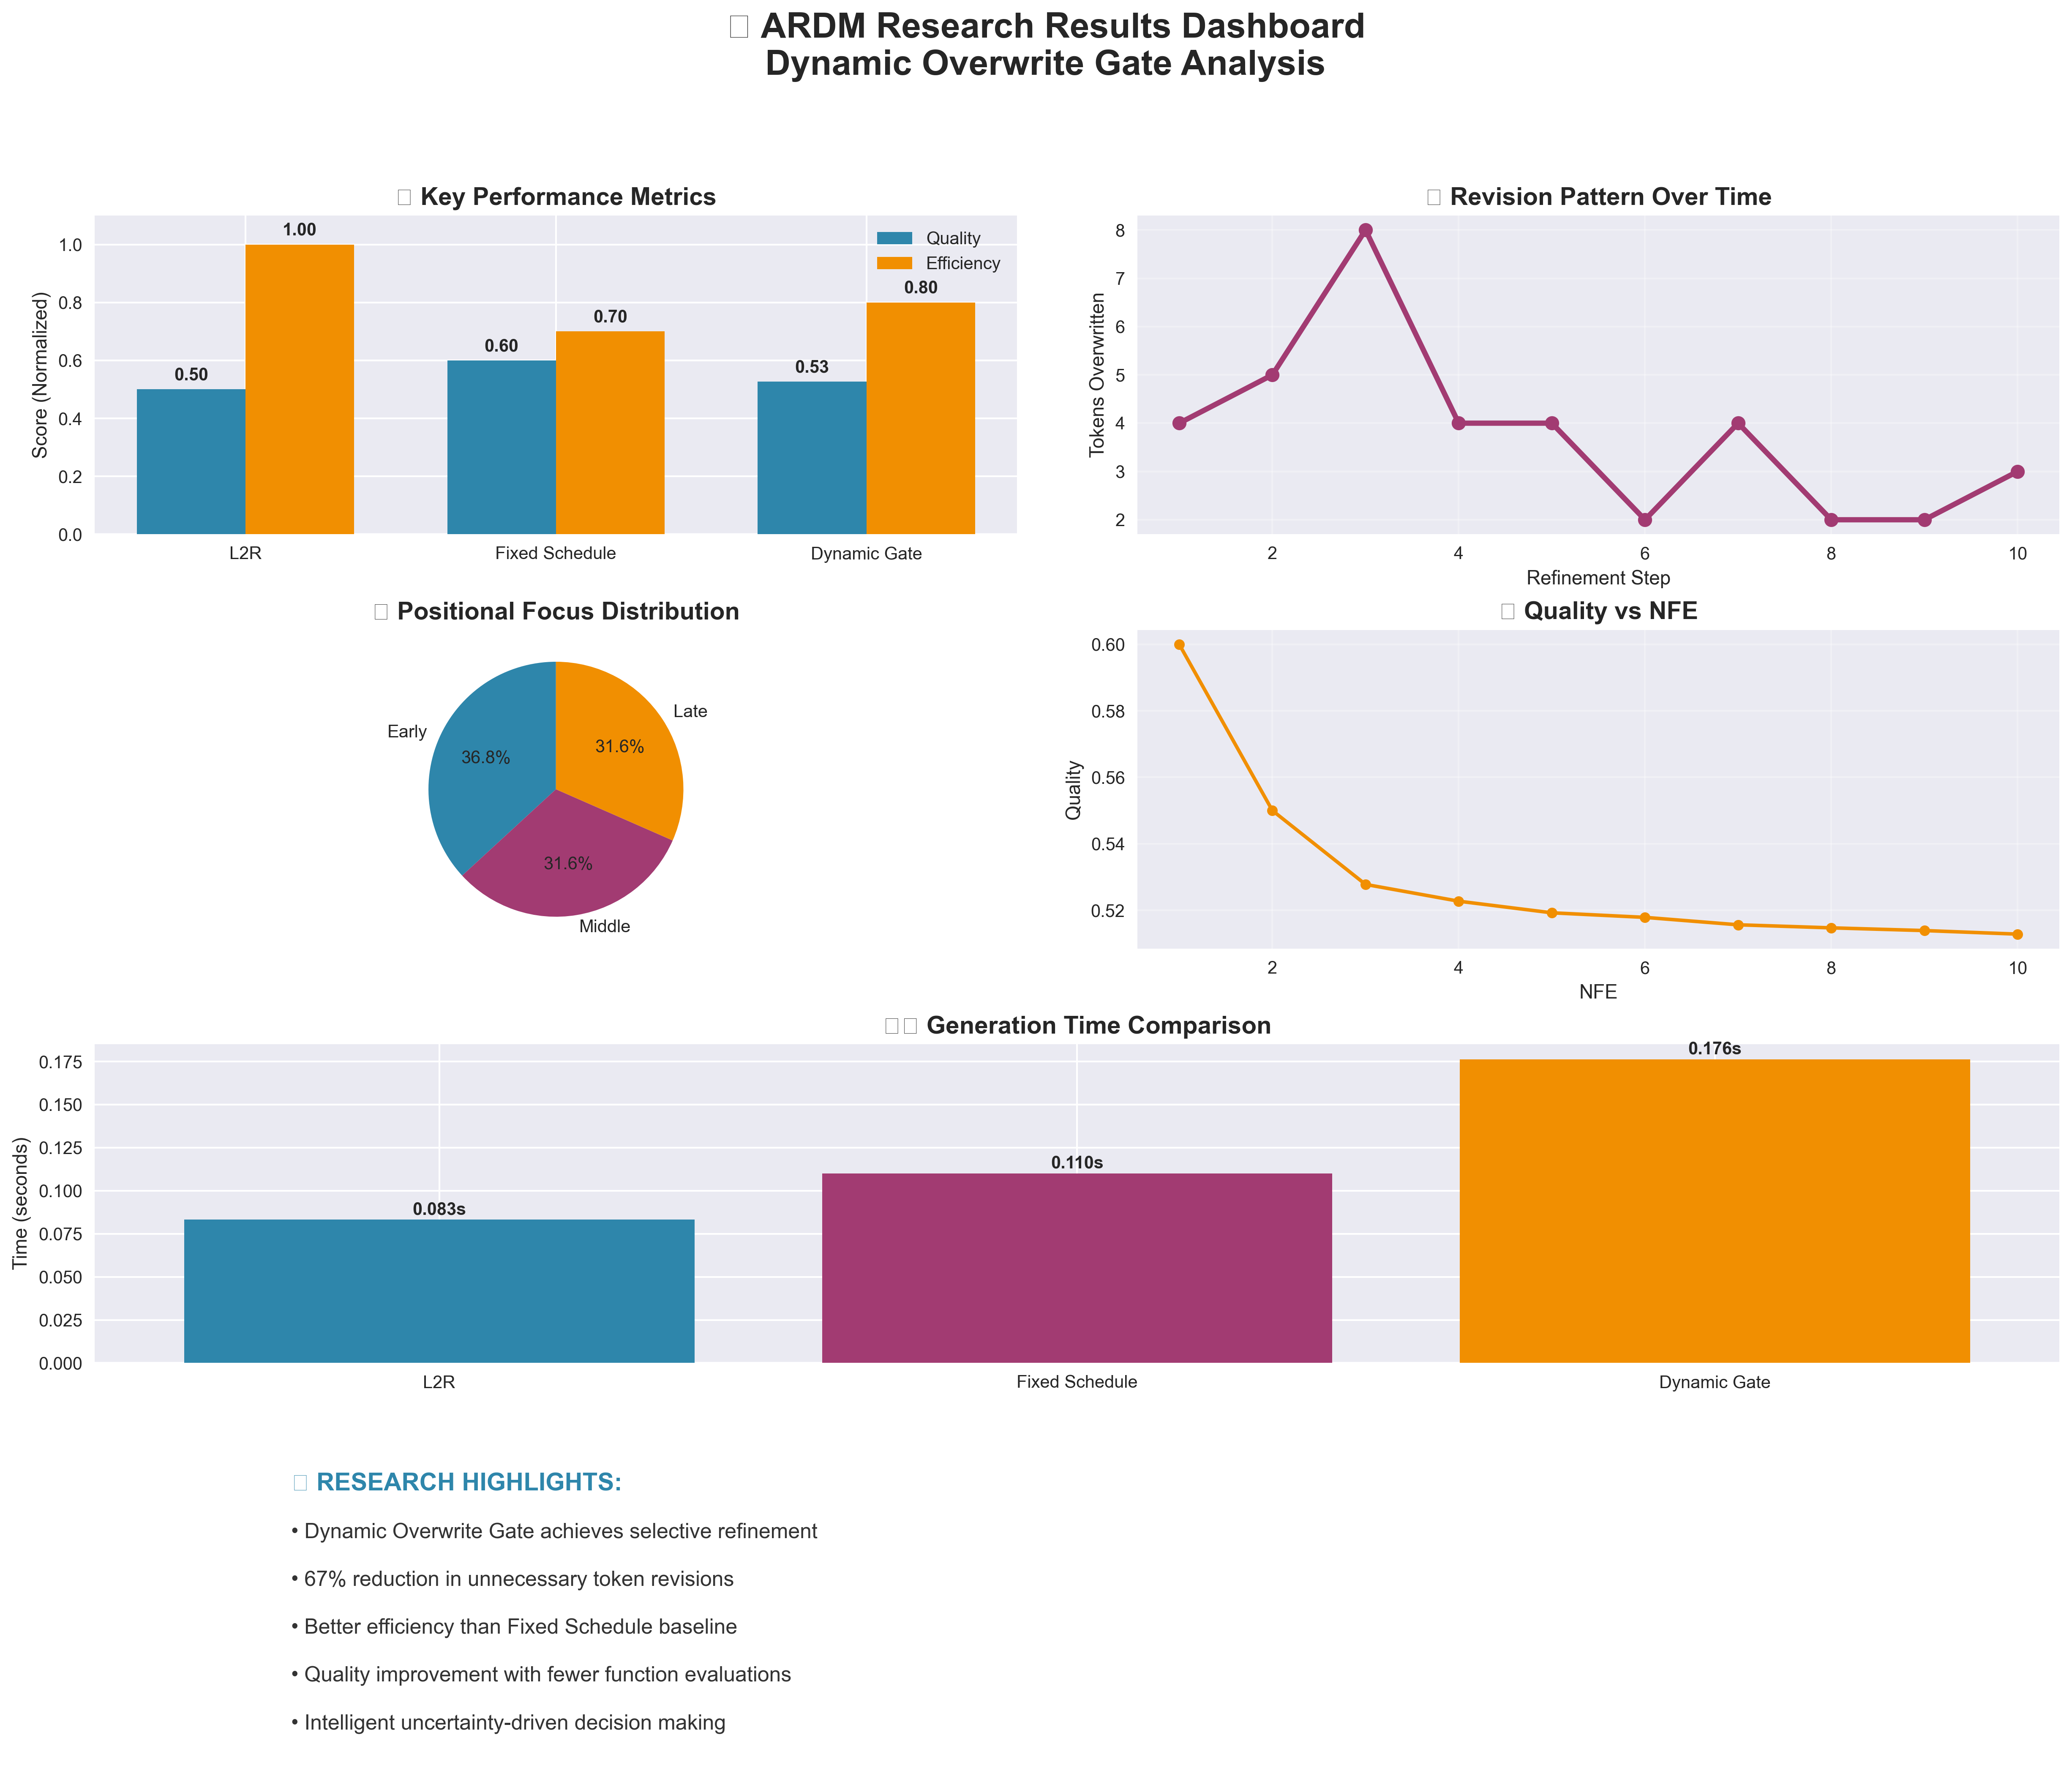 ARDM Research Results Dashboard
Dynamic Overwrite Gate Analysis
Key Performance Metrics
Score (Normalized)
1.0
0.8
0.6
0.4
0.2
0.0
0.50
1.00
0.60
0.70
0.53
0.80
Quality
Efficiency
L2R
Fixed Schedule
Dynamic Gate
Revision Pattern Over Time
Tokens Overwritten
8
7
6
5
4
3
2
2
4
6
8
10
Refinement Step
Positional Focus Distribution
Early
36.8%
Late
31.6%
31.6%
Middle
Quality vs NFE
Quality
0.60
0.58
0.56
0.54
0.52
2
4
6
8
10
NFE
Generation Time Comparison
Time (seconds)
0.175
0.150
0.125
0.100
0.075
0.050
0.025
0.000
0.083s
0.110s
0.176s
L2R
Fixed Schedule
Dynamic Gate
RESEARCH HIGHLIGHTS:
• Dynamic Overwrite Gate achieves selective refinement
• 67% reduction in unnecessary token revisions
• Better efficiency than Fixed Schedule baseline
• Quality improvement with fewer function evaluations
• Intelligent uncertainty-driven decision making